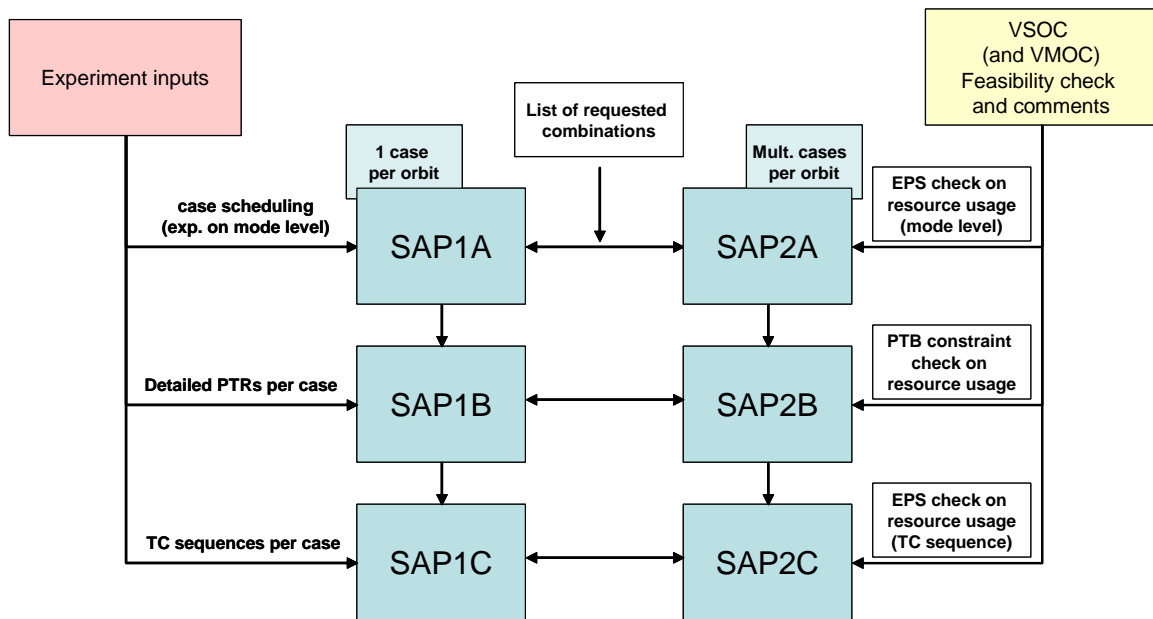 Experiment inputs
VSOC
(and VMOC)
Feasibility check
and comments
List of requested
combinations
1 case
per orbit
Mult. cases
per orbit
case scheduling
(exp. on mode level)
SAP1A
SAP2A
EPS check on
resource usage
(mode level)
Detailed PTRs per case
SAP1B
SAP2B
PTB constraint
check on
resource usage
TC sequences per case
SAP1C
SAP2C
EPS check on
resource usage
(TC sequence)